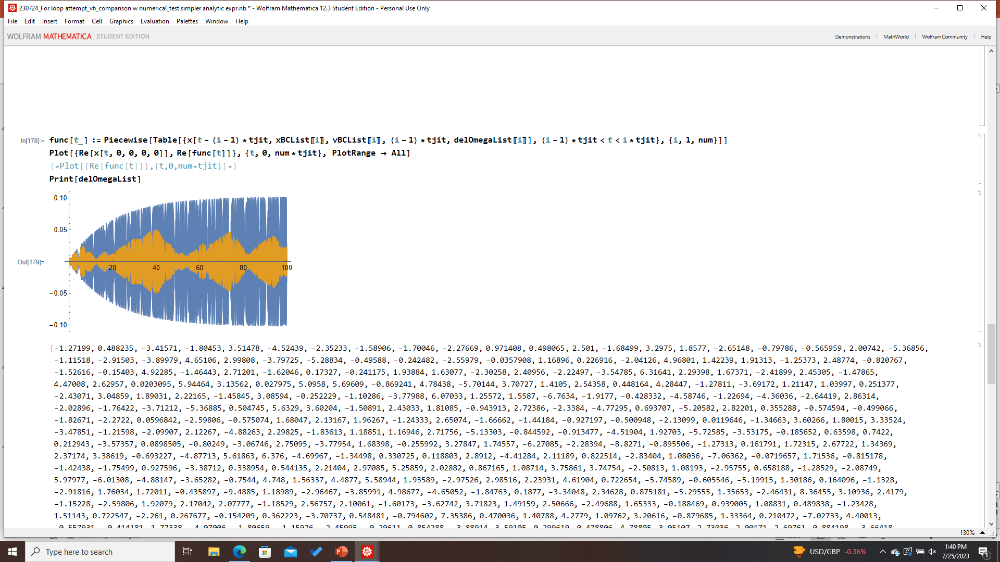 230724_For loop attempt_v6_comparison w numerical_test simpler analytic expr.nb * - Wolfram Mathematica 12.3 Student Edition - Personal Use Only
File Edit Insert Format Cell Graphics Evaluation Palettes Window Help
WOLFRAM MATHEMATICA STUDENT EDITION
Demonstrations MathWorld Wolfram Community Help
In[178]:= func[t_] := Piecewise[Table[{x[t - (i - 1) * tjit, xBCList[[i]], vBCList[[i]], (i - 1) * tjit, delOmegaList[[i]]], (i - 1) * tjit < t < i * tjit}, {i, 1, num}]]
Plot[{Re[x[t, 0, 0, 0, 0]], Re[func[t]]}, {t, 0, num * tjit}, PlotRange → All]
(*Plot[{Re[func[t]]},{t,0,num*tjit}]*)
Print[delOmegaList]
0.10
0.05
Out[179]=
20 40 60 80 100
-0.05
-0.10
{-1.27199, 0.488235, -3.41571, -1.80453, 3.51478, -4.52439, -2.35233, -1.58906, -1.70046, -2.27669, 0.971408, 0.498065, 2.501, -1.68499, 3.2975, 1.8577, -2.65148, -0.79786, -0.565959, 2.00742, -5.36856,
-1.11518, -2.91503, -3.89979, 4.65106, 2.99808, -3.79725, -5.28834, -0.49588, -0.242482, -2.55979, -0.0357908, 1.16896, 0.226916, -2.04126, 4.96801, 1.42239, 1.91313, -1.25373, 2.48774, -0.820767,
-1.52616, -0.15403, 4.92285, -1.46443, 2.71201, -1.62046, 0.17327, -0.241175, 1.93884, 1.63077, -2.30258, 2.40956, -2.22497, -3.54785, 6.31641, 2.29398, 1.67371, -2.41899, 2.45305, -1.47865,
4.47008, 2.62957, 0.0203095, 5.94464, 3.13562, 0.027975, 5.0958, 5.69609, -0.869241, 4.78438, -5.70144, 3.70727, 1.4105, 2.54358, 0.448164, 4.28447, -1.27811, -3.69172, 1.21147, 1.03997, 0.251377,
-2.43071, 3.04859, 1.89031, 2.22165, -1.45845, 3.08594, -0.252229, -1.10286, -3.77988, 6.07033, 1.25572, 1.5587, -6.7634, -1.9177, -0.428332, -4.58746, -1.22694, -4.36036, -2.64419, 2.86314,
-2.02896, -1.76422, -3.71212, -5.36885, 0.504745, 5.6329, 3.60204, -1.50891, 2.43033, 1.81085, -0.943913, 2.72386, -2.3384, -4.77295, 0.693707, -5.20582, 2.82201, 0.355288, -0.574594, -0.499066,
-1.82671, -2.2722, 0.0596842, -2.59806, -0.575074, 1.68047, 2.13167, 1.96267, -1.24333, 2.65074, -1.66662, -1.44184, -0.927197, -0.500948, -2.13099, 0.0119646, -1.34663, 3.60266, 1.80015, 3.33524,
-3.47851, -1.21598, -2.09907, 2.12267, -4.88263, 2.29825, -1.83613, 1.18851, 1.16946, 2.71756, -5.13303, -0.844592, -0.913477, -4.51904, 1.92703, -5.72585, -3.53175, -0.185652, 0.63598, 0.7422,
0.212943, -3.57357, 0.0898505, -0.80249, -3.06746, 2.75095, -3.77954, 1.68398, -0.255992, 3.27847, 1.74557, -6.27085, -2.28394, -8.8271, -0.895506, -1.27313, 0.161791, 1.72315, 2.67722, 1.34369,
2.37174, 3.38619, -0.693227, -4.87713, 5.61863, 6.376, -4.69967, -1.34498, 0.330725, 0.118803, 2.8912, -4.41284, 2.11189, 0.822514, -2.83404, 1.08036, -7.06362, -0.0719657, 1.71536, -0.815178,
-1.42438, -1.75499, 0.927596, -3.38712, 0.338954, 0.544135, 2.21404, 2.97085, 5.25859, 2.02882, 0.867165, 1.08714, 3.75861, 3.74754, -2.50813, 1.08193, -2.95755, 0.658188, -1.28529, -2.08749,
5.97977, -6.01308, -4.88147, -3.65282, -0.7544, 4.748, 1.56337, 4.4877, 5.58944, 1.93589, -2.97526, 2.98516, 2.23931, 4.61904, 0.722654, -5.74589, -0.605546, -5.19915, 1.30186, 0.164096, -1.1328,
-2.91816, 1.76034, 1.72011, -0.435897, -9.4885, 1.18989, -2.96467, -3.85991, 4.98677, -4.65052, -1.84763, 0.1877, -3.34048, 2.34628, 0.875181, -5.29555, 1.35653, -2.46431, 8.36455, 3.10936, 2.4179,
-1.15228, -2.59806, 1.92079, 2.17042, 2.07777, -1.18529, 2.56757, 2.10061, -1.60173, -3.62742, 3.71823, 1.49159, 2.50666, -2.49688, 1.65333, -0.188469, 0.939005, 1.08831, 0.489838, -1.23428,
1.51143, 0.722547, -2.261, 0.267677, -0.154209, 0.362223, -3.70737, 0.548481, -0.794602, 7.35386, 0.470036, 1.40788, 4.2779, 1.09762, 3.20616, -0.879685, 1.33364, 0.210472, -7.02733, 4.40013,
130%
Type here to search
USD/GBP -0.36%
1:40 PM
7/25/2023